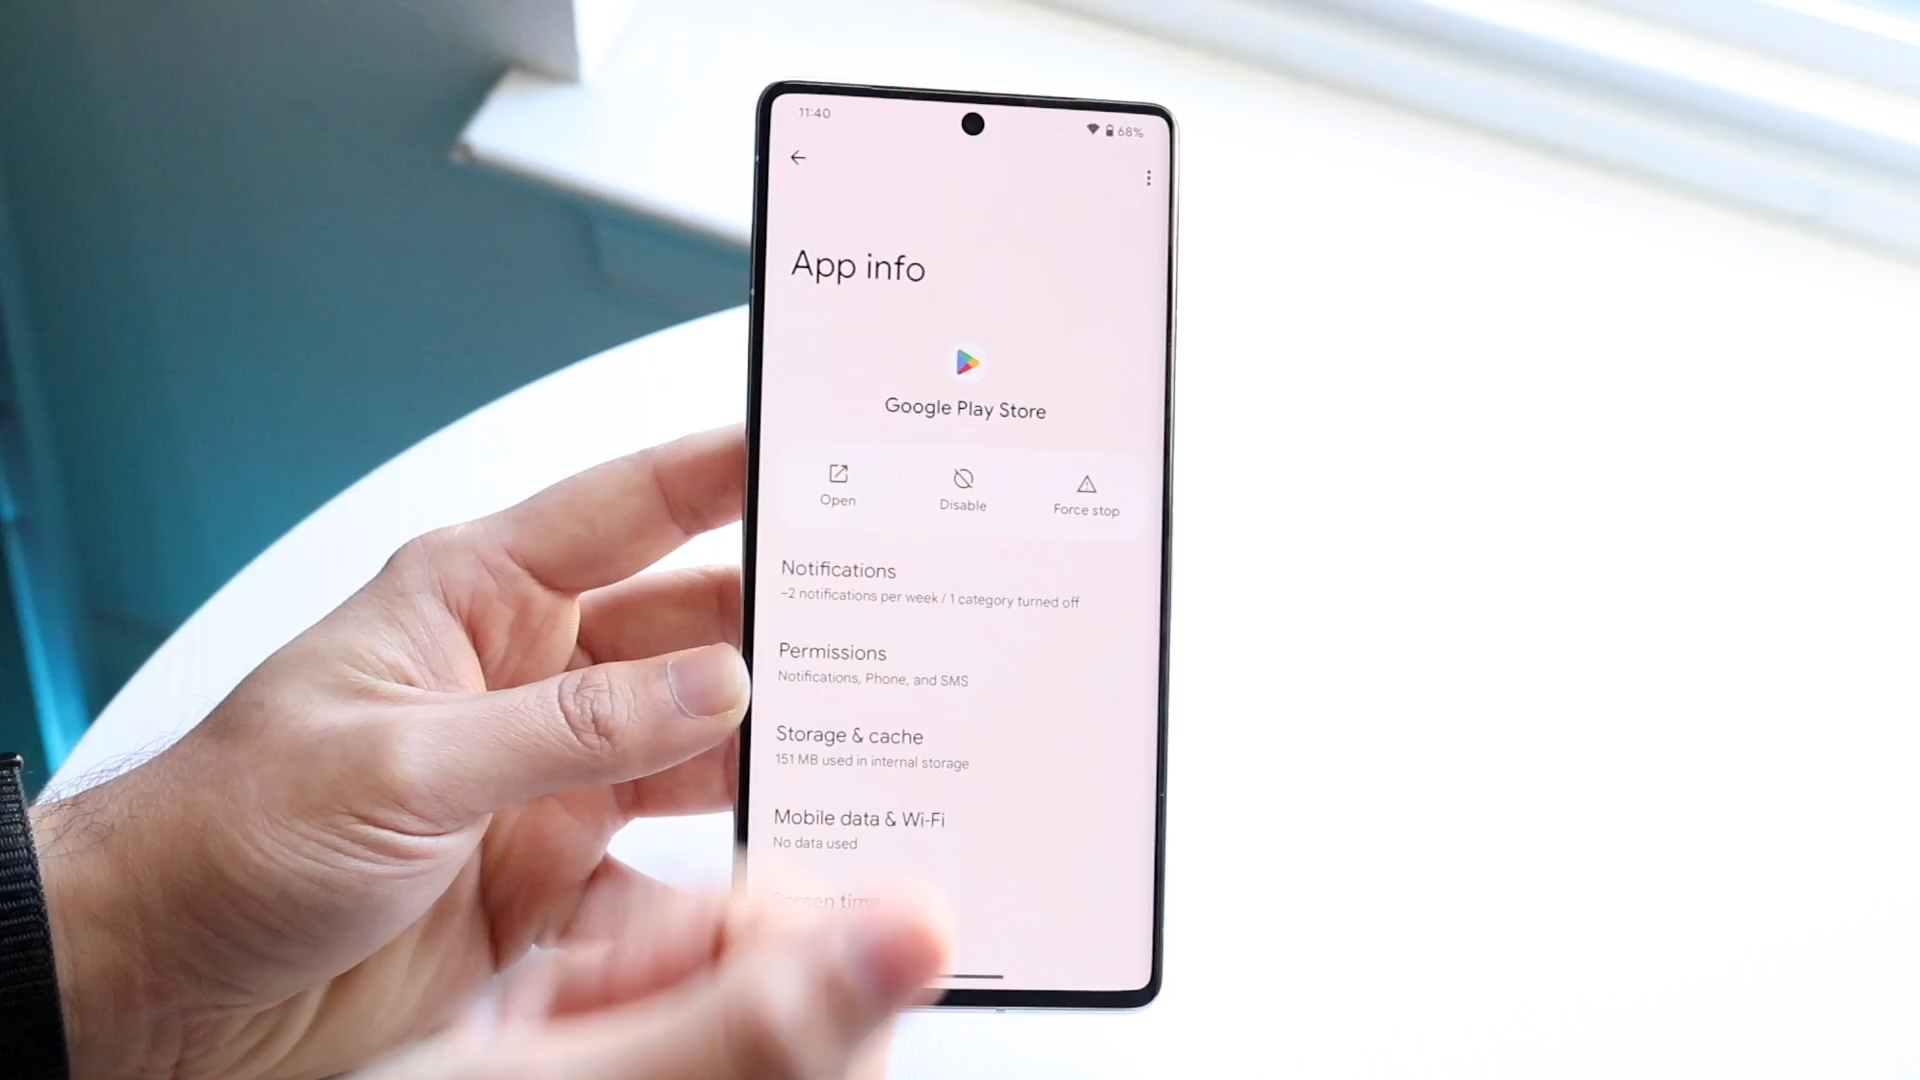 11:40
68%
App info
Google Play Store
Open
Disable
Force stop
Notifications
~2 notifications per week / 1 category turned off
Permissions
Notifications, Phone, and SMS
Storage & cache
151 MB used in internal storage
Mobile data & Wi-Fi
No data used
Screen time